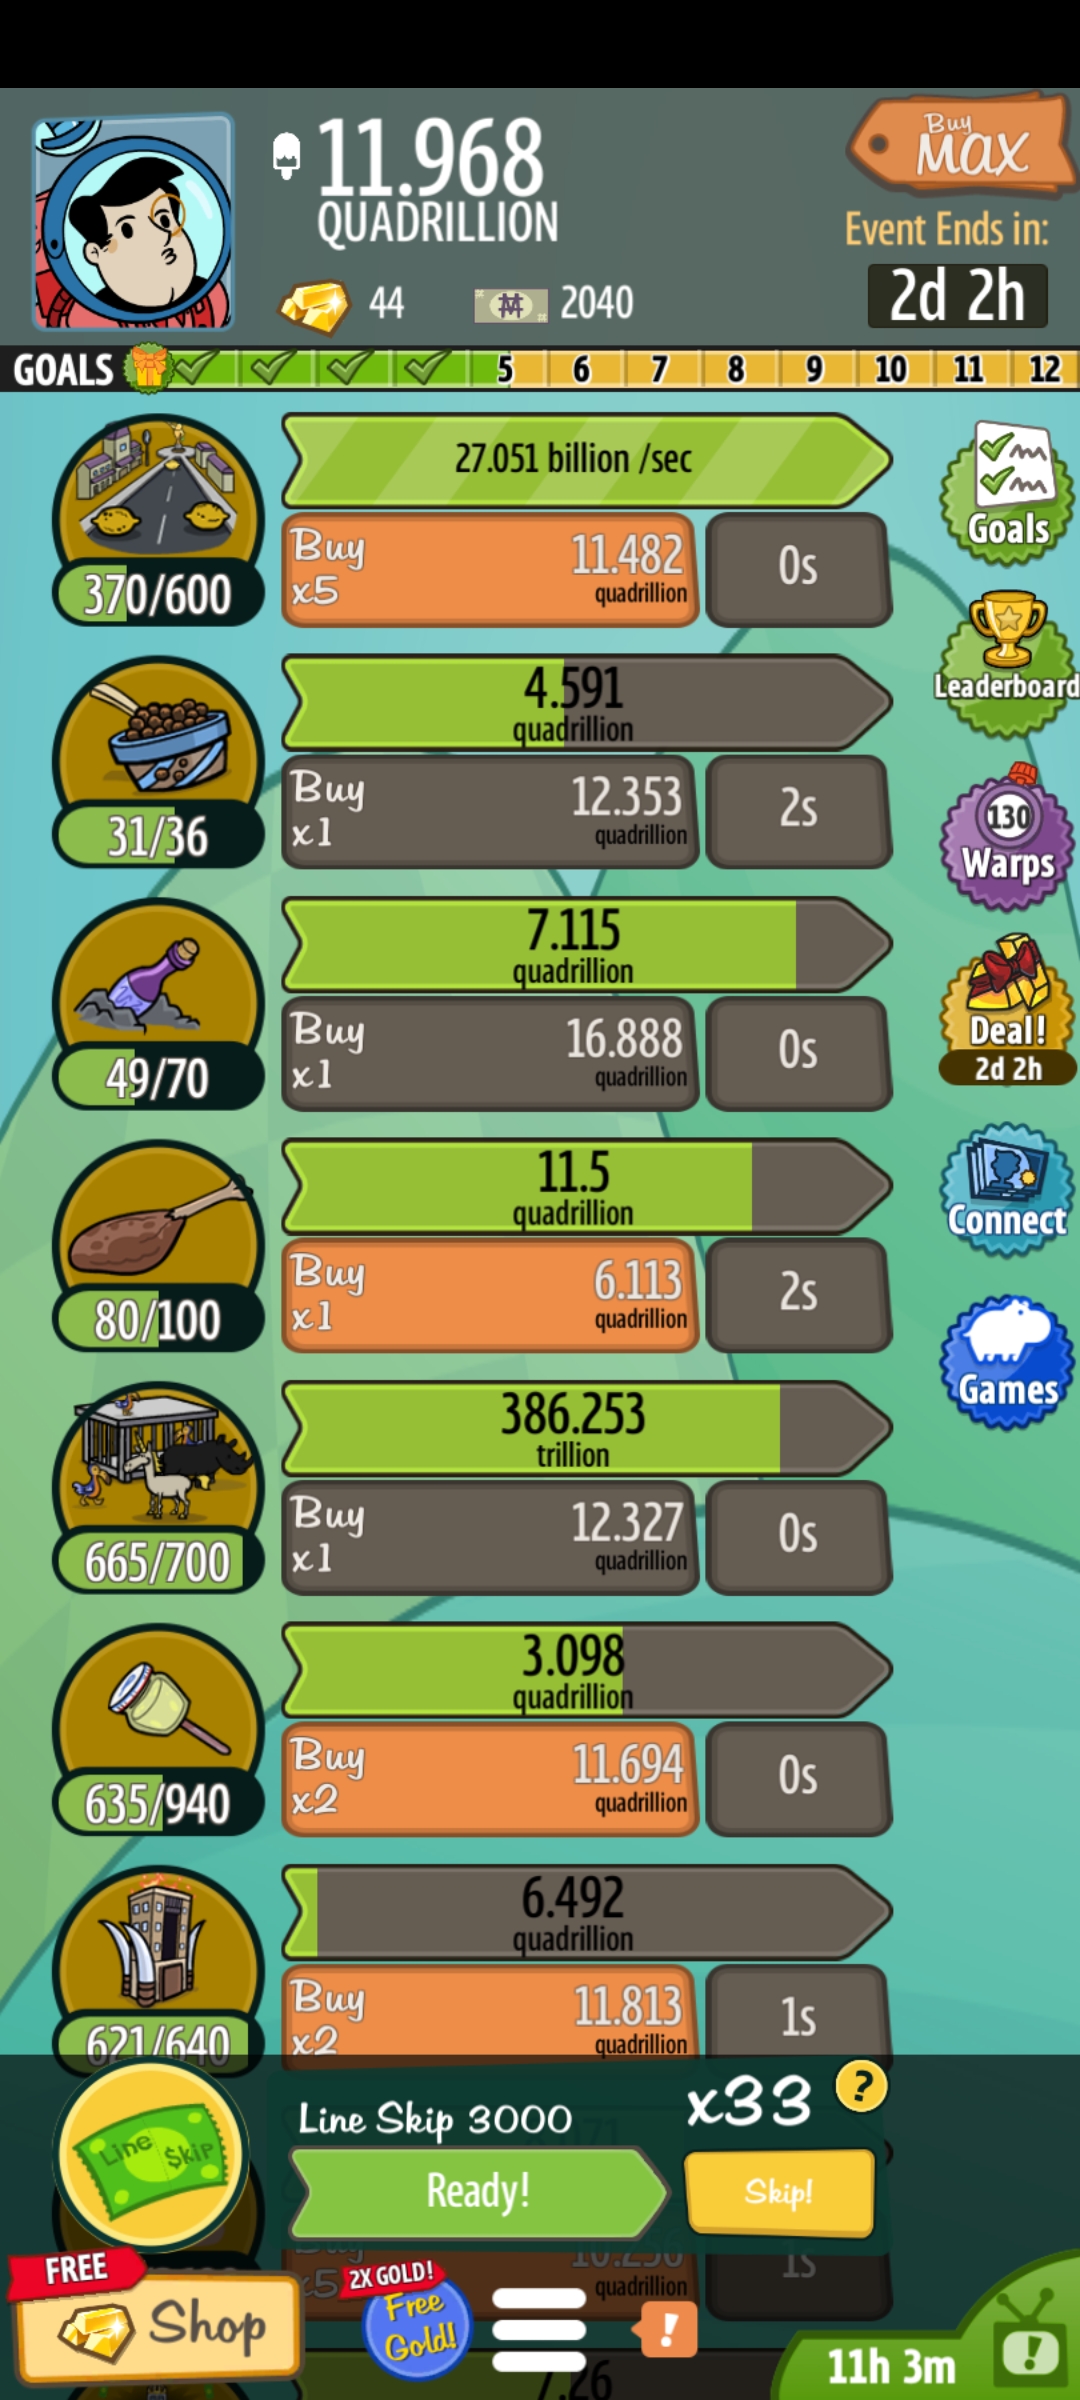 11.968
QUADRILLION
Buy
MAX
Event Ends in:
2d 2h
44
2040
GOALS
5 6 7 8 9 10 11 12
27.051 billion /sec
Buy
x5
11.482
quadrillion
0s
370/600
Goals
Leaderboard
4.591
quadrillion
Buy
x1
12.353
quadrillion
2s
31/36
130
Warps
7.115
quadrillion
Buy
x1
16.888
quadrillion
0s
49/70
Deal!
2d 2h
11.5
quadrillion
Buy
x1
6.113
quadrillion
2s
80/100
Connect
Games
386.253
trillion
Buy
x1
12.327
quadrillion
0s
665/700
3.098
quadrillion
Buy
x2
11.694
quadrillion
0s
635/940
6.492
quadrillion
Buy
x2
11.813
quadrillion
1s
621/640
Line Skip
Line Skip 3000
x33
?
Ready!
Skip!
x5
quadrillion
1s
FREE
Shop
2X GOLD!
Free
Gold!
!
11h 3m
!
7.26